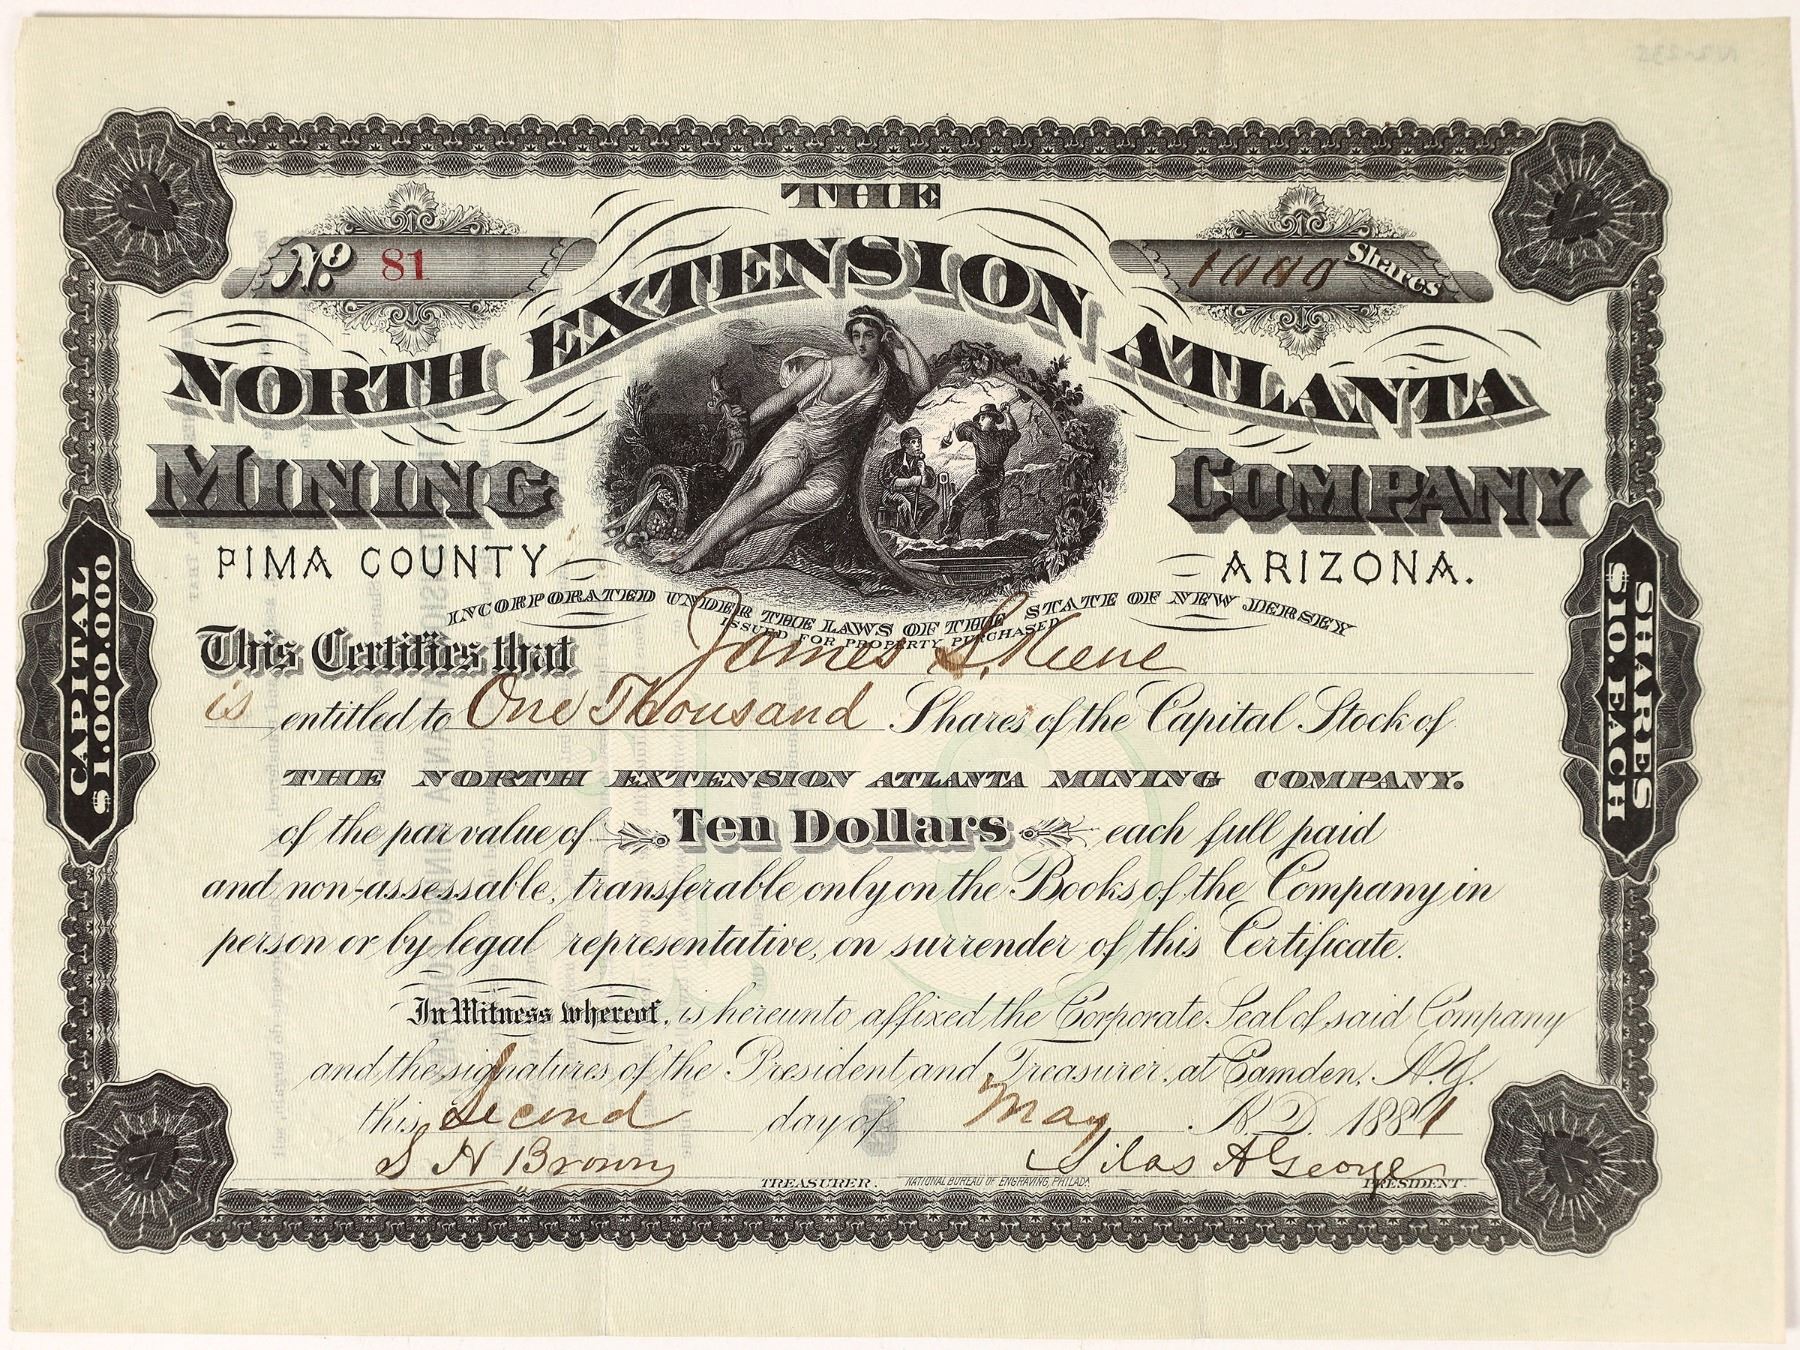 THE
No. 81
1000 Shares
NORTH EXTENSION ATLANTA
MINING COMPANY
PIMA COUNTY ARIZONA.
INCORPORATED UNDER THE LAWS OF THE STATE OF NEW JERSEY
ISSUED FOR PROPERTY PURCHASED
This Certifies that James S. Keene
is entitled to One Thousand Shares of the Capital Stock of
THE NORTH EXTENSION ATLANTA MINING COMPANY.
of the par value of Ten Dollars each full paid
and non-assessable, transferable only on the Books of the Company in
person or by legal representative, on surrender of this Certificate.
In Witness whereof, is hereunto affixed the Corporate Seal of said Company
and the signatures of the President and Treasurer, at Camden, N.J.
this Second day of May A.D. 1881
S H Brown Silas A George
TREASURER. NATIONAL BUREAU OF ENGRAVING, PHILADA. PRESIDENT.
CAPITAL
$1.000.000
SHARES
$10. EACH